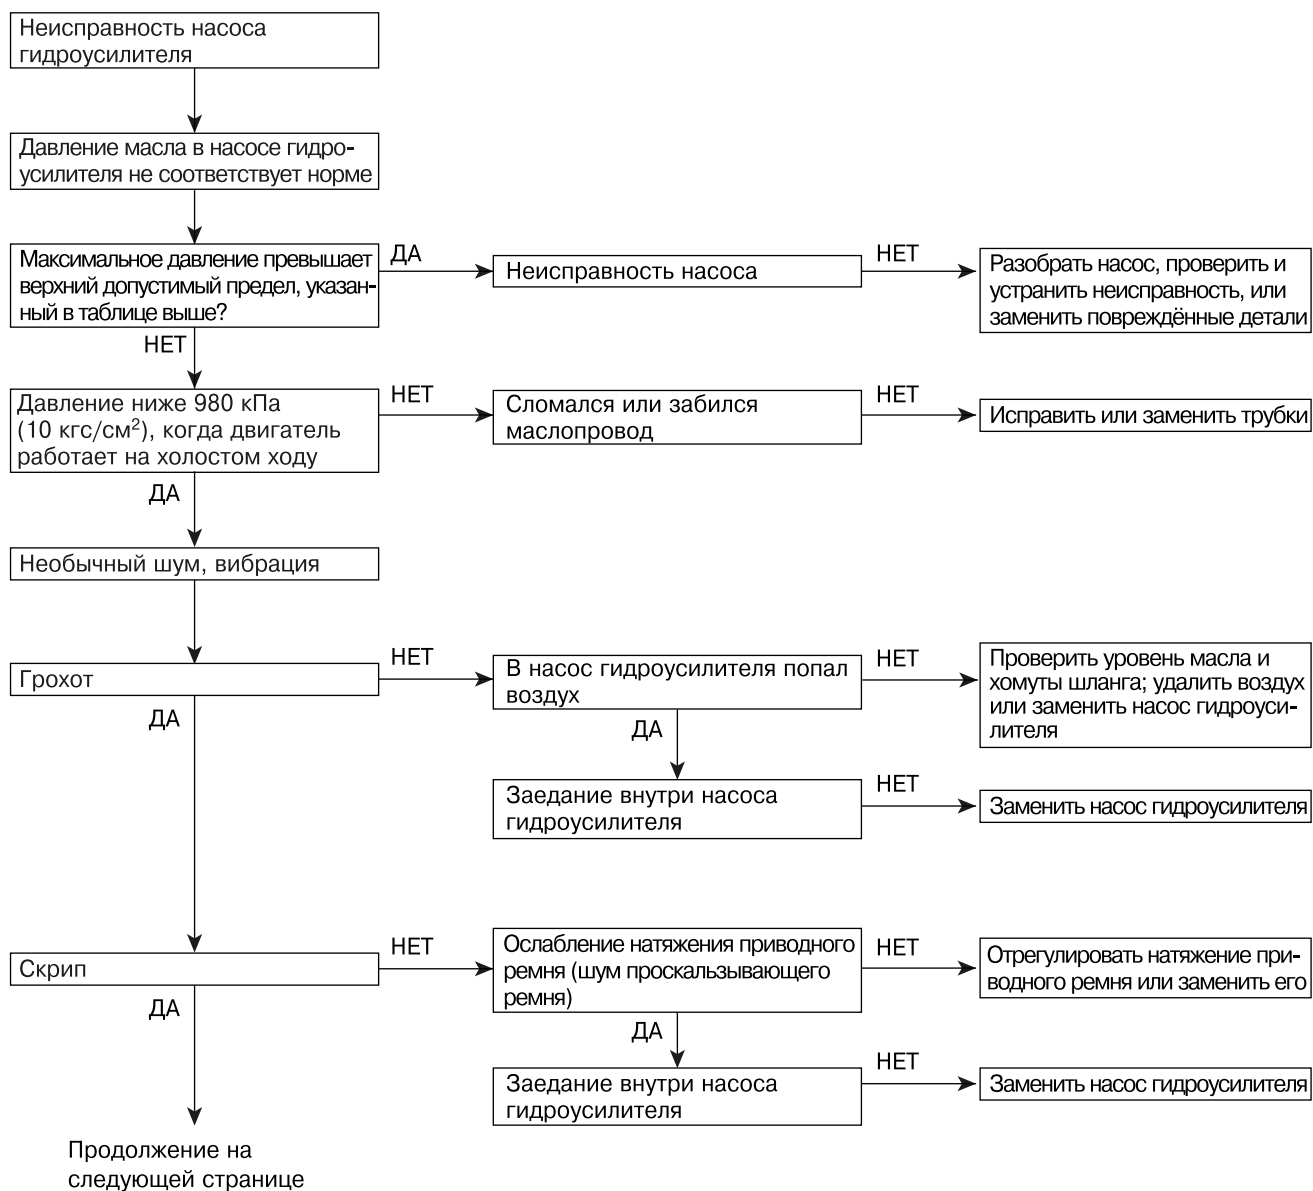 Неисправность насоса
гидроусилителя
Давление масла в насосе гидро-
усилителя не соответствует норме
Максимальное давление превышает
верхний допустимый предел, указан-
ный в таблице выше?
ДА
Неисправность насоса
НЕТ
Разобрать насос, проверить и
устранить неисправность, или
заменить повреждённые детали
НЕТ
Давление ниже 980 кПа
(10 кгс/см²), когда двигатель
работает на холостом ходу
НЕТ
Сломался или забился
маслопровод
НЕТ
Исправить или заменить трубки
ДА
Необычный шум, вибрация
Грохот
НЕТ
В насос гидроусилителя попал
воздух
НЕТ
Проверить уровень масла и
хомуты шланга; удалить воздух
или заменить насос гидроуси-
лителя
ДА
ДА
Заедание внутри насоса
гидроусилителя
НЕТ
Заменить насос гидроусилителя
Скрип
НЕТ
Ослабление натяжения приводного
ремня (шум проскальзывающего
ремня)
НЕТ
Отрегулировать натяжение при-
водного ремня или заменить его
ДА
ДА
Заедание внутри насоса
гидроусилителя
НЕТ
Заменить насос гидроусилителя
Продолжение на
следующей странице